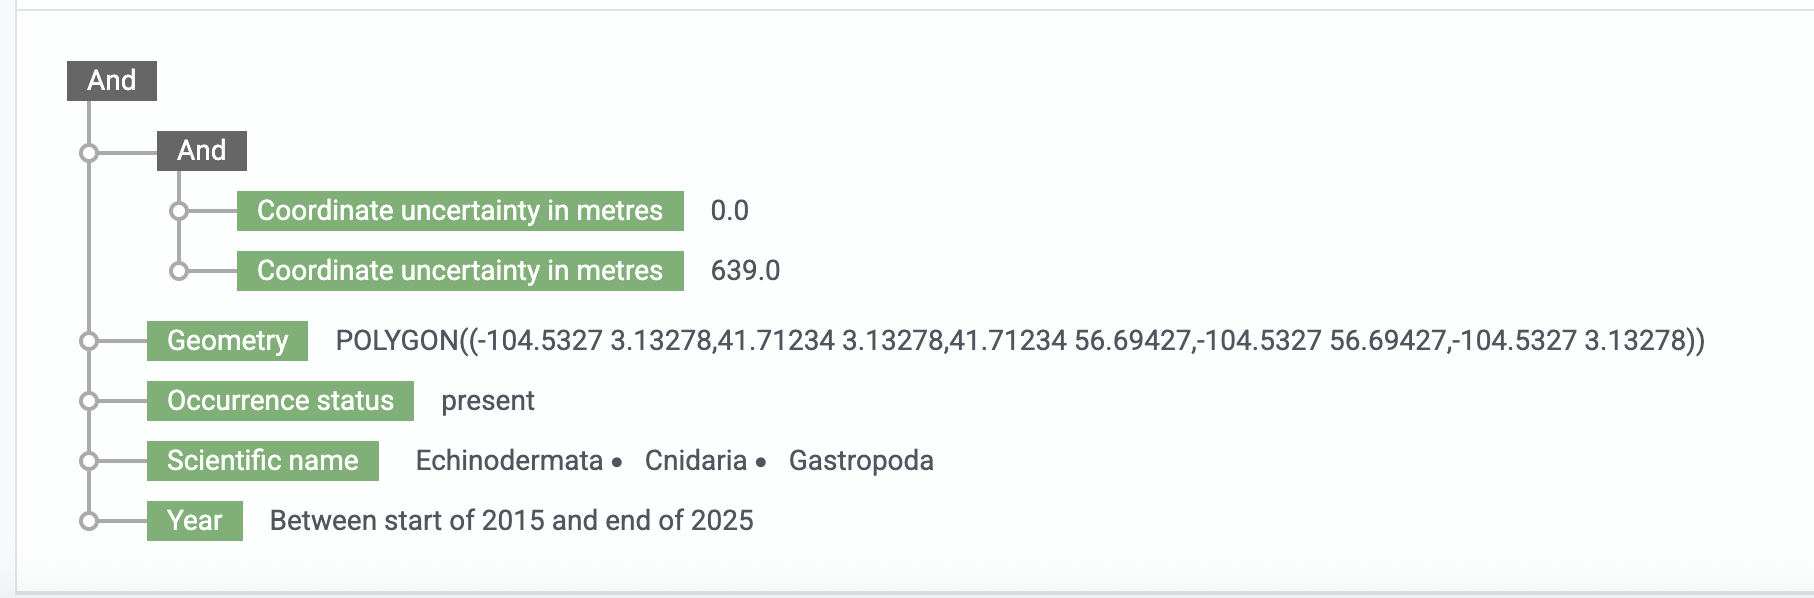 And
And
Coordinate uncertainty in metres 0.0
Coordinate uncertainty in metres 639.0
Geometry POLYGON((-104.5327 3.13278,41.71234 3.13278,41.71234 56.69427,-104.5327 56.69427,-104.5327 3.13278))
Occurrence status present
Scientific name Echinodermata • Cnidaria • Gastropoda
Year Between start of 2015 and end of 2025